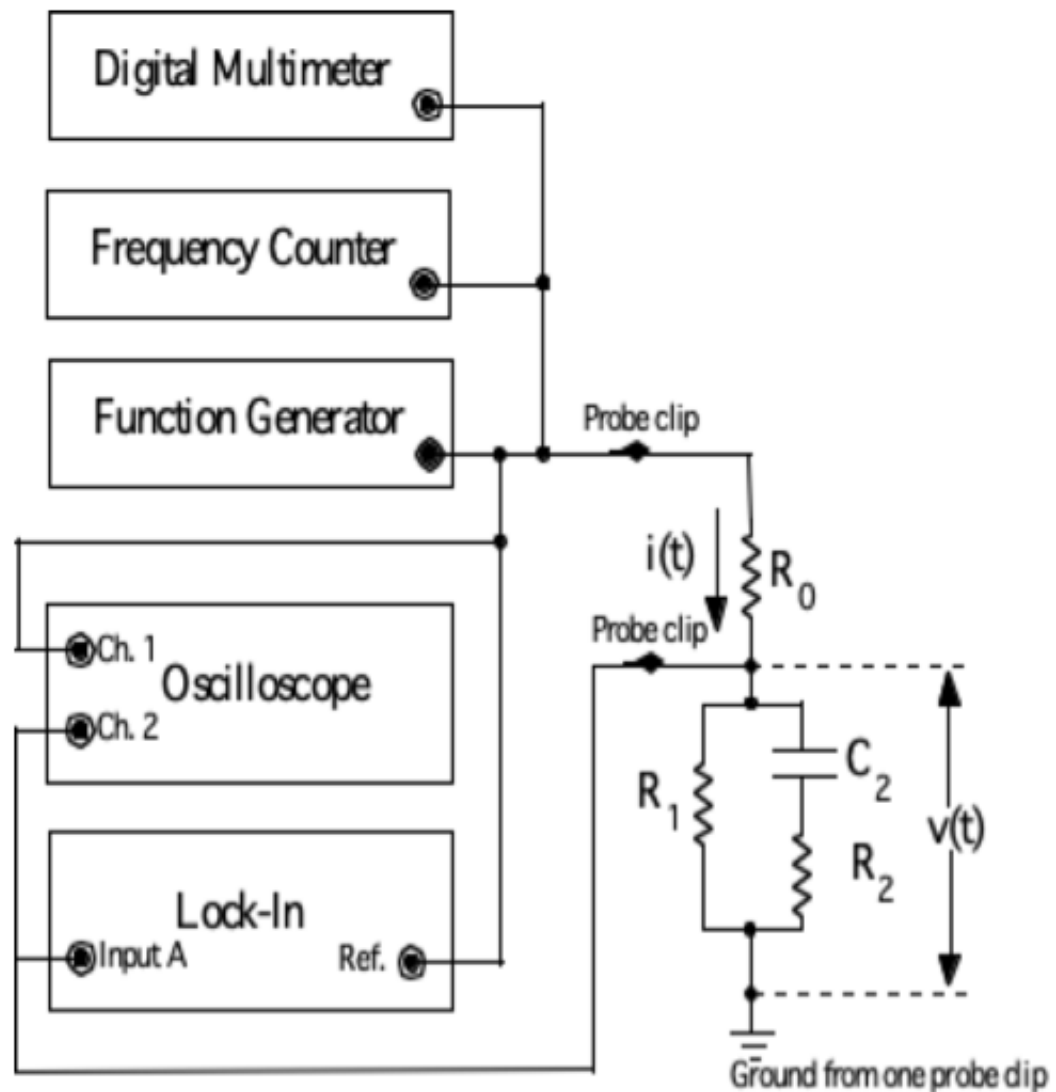 Digital Multimeter
Frequency Counter
Function Generator
Probe clip
i(t)
R0
Probe clip
Ch. 1
Oscilloscope
Ch. 2
R1
C2
v(t)
R2
Lock-In
Input A
Ref.
Ground from one probe clip